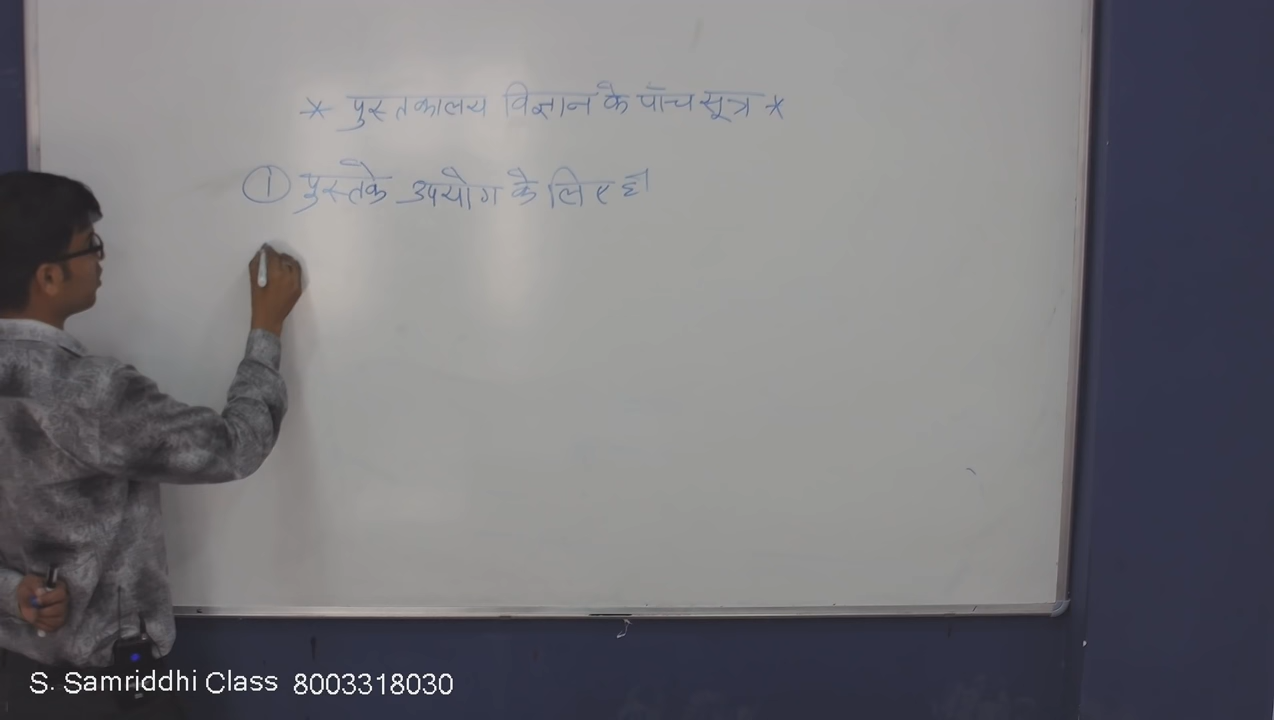 * पुस्तकालय विज्ञान के पाँच सूत्र *
① पुस्तके उपयोग के लिए है
S. Samriddhi Class 8003318030